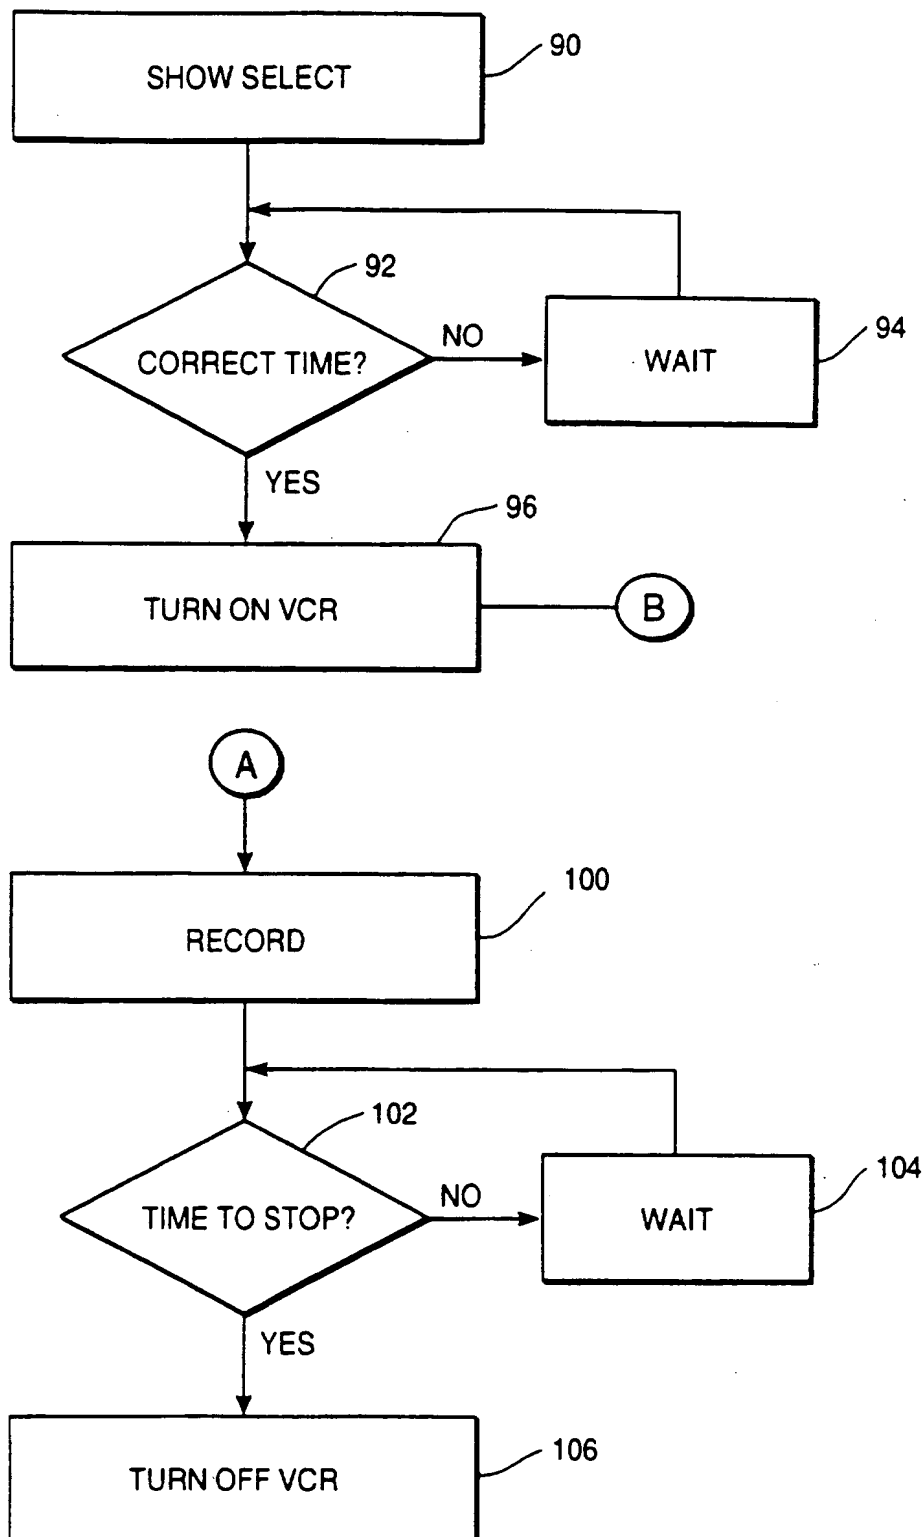 SHOW SELECT
90
92
CORRECT TIME?
NO
WAIT
94
YES
96
TURN ON VCR
B
A
RECORD
100
102
TIME TO STOP?
NO
WAIT
104
YES
TURN OFF VCR
106